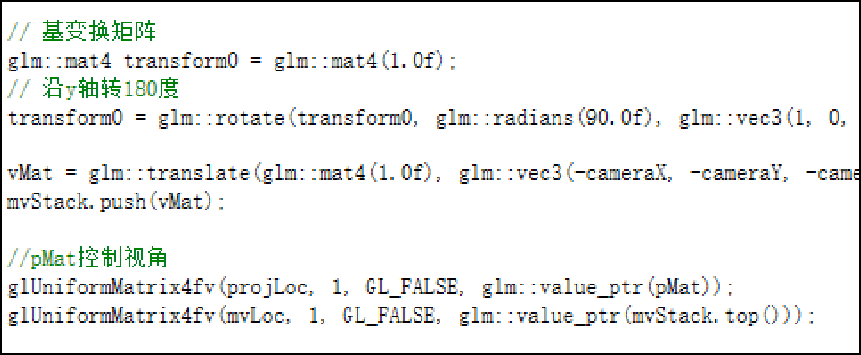 // 基变换矩阵
glm::mat4 transform0 = glm::mat4(1.0f);
// 沿y轴转180度
transform0 = glm::rotate(transform0, glm::radians(90.0f), glm::vec3(1, 0,
vMat = glm::translate(glm::mat4(1.0f), glm::vec3(-cameraX, -cameraY, -came
mvStack.push(vMat);
//pMat控制视角
glUniformMatrix4fv(projLoc, 1, GL_FALSE, glm::value_ptr(pMat));
glUniformMatrix4fv(mvLoc, 1, GL_FALSE, glm::value_ptr(mvStack.top()));